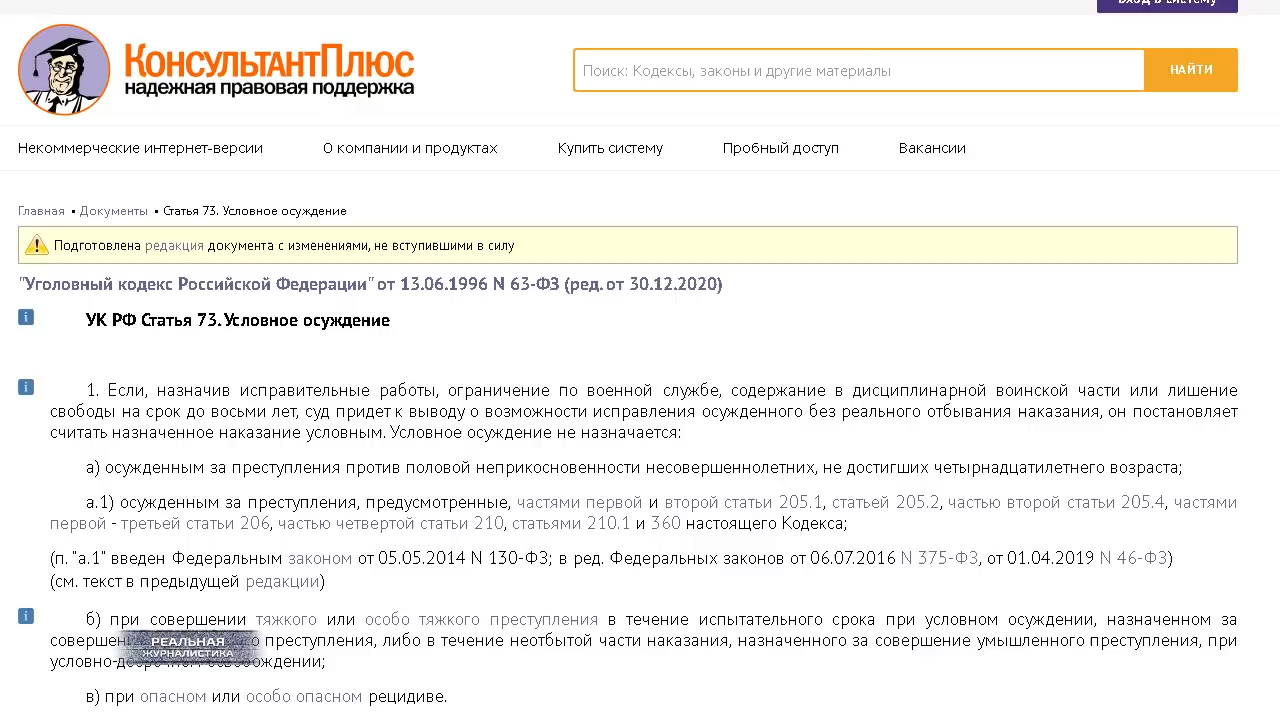 Вход в систему
КонсультантПлюс
надежная правовая поддержка
Поиск: Кодексы, законы и другие материалы
НАЙТИ
Некоммерческие интернет-версии О компании и продуктах Купить систему Пробный доступ Вакансии
Главная • Документы • Статья 73. Условное осуждение
Подготовлена редакция документа с изменениями, не вступившими в силу
"Уголовный кодекс Российской Федерации" от 13.06.1996 N 63-ФЗ (ред. от 30.12.2020)
УК РФ Статья 73. Условное осуждение
1. Если, назначив исправительные работы, ограничение по военной службе, содержание в дисциплинарной воинской части или лишение
свободы на срок до восьми лет, суд придет к выводу о возможности исправления осужденного без реального отбывания наказания, он постановляет
считать назначенное наказание условным. Условное осуждение не назначается:
а) осужденным за преступления против половой неприкосновенности несовершеннолетних, не достигших четырнадцатилетнего возраста;
а.1) осужденным за преступления, предусмотренные, частями первой и второй статьи 205.1, статьей 205.2, частью второй статьи 205.4, частями
первой - третьей статьи 206, частью четвертой статьи 210, статьями 210.1 и 360 настоящего Кодекса;
(п. "а.1" введен Федеральным законом от 05.05.2014 N 130-ФЗ; в ред. Федеральных законов от 06.07.2016 N 375-ФЗ, от 01.04.2019 N 46-ФЗ)
(см. текст в предыдущей редакции)
б) при совершении тяжкого или особо тяжкого преступления в течение испытательного срока при условном осуждении, назначенном за
преступления, либо в течение неотбытой части наказания, назначенного за совершение умышленного преступления, при
РЕАЛЬНАЯ
ЖУРНАЛИСТИКА
в) при опасном или особо опасном рецидиве.